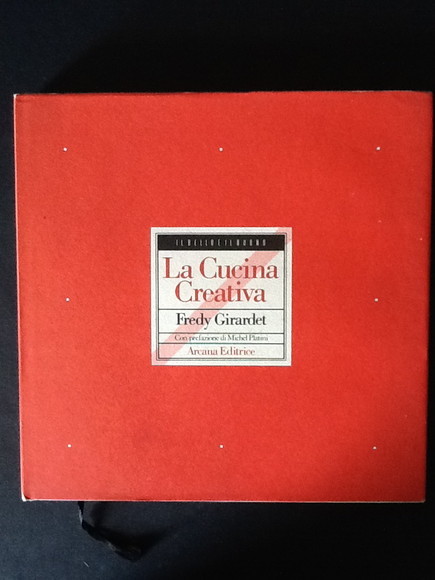 IL BELLO E IL BUONO
La Cucina
Creativa
Fredy Girardet
Con prefazione di Michel Platini
Arcana Editrice